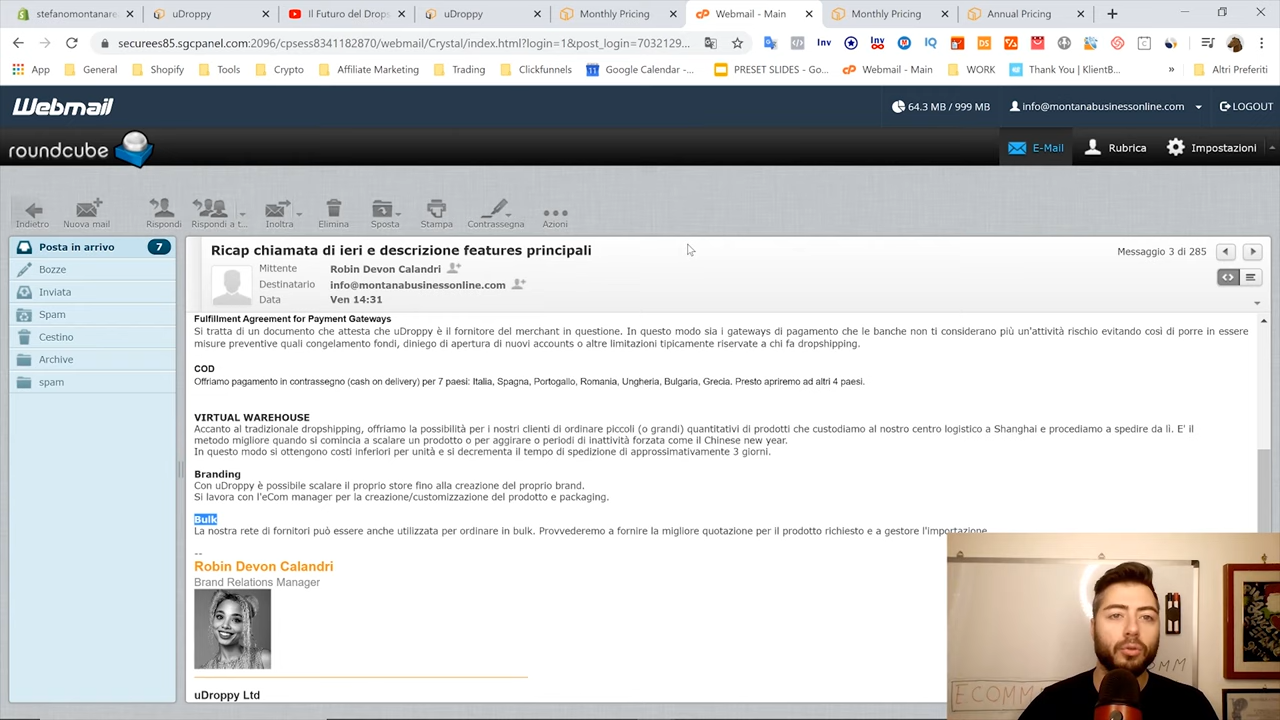 stefanomontanare
uDroppy
Il Futuro del Drops
uDroppy
Monthly Pricing
Webmail - Main
Monthly Pricing
Annual Pricing
securees85.sgcpanel.com:2096/cpsess8341182870/webmail/Crystal/index.html?login=1&post_login=7032129...
App
General
Shopify
Tools
Crypto
Affiliate Marketing
Trading
Clickfunnels
Google Calendar -...
PRESET SLIDES - Go...
Webmail - Main
WORK
Thank You | KlientB...
»
Altri Preferiti
Webmail
64.3 MB / 999 MB
info@montanabusinessonline.com
LOGOUT
roundcube
E-Mail
Rubrica
Impostazioni
Indietro
Nuova mail
Rispondi
Rispondi a t...
Inoltra
Elimina
Sposta
Stampa
Contrassegna
Azioni
Posta in arrivo 7
Bozze
Inviata
Spam
Cestino
Archive
spam
Ricap chiamata di ieri e descrizione features principali
Messaggio 3 di 285
Mittente Robin Devon Calandri
Destinatario info@montanabusinessonline.com
Data Ven 14:31
Fulfillment Agreement for Payment Gateways
Si tratta di un documento che attesta che uDroppy è il fornitore del merchant in questione. In questo modo sia i gateways di pagamento che le banche non ti considerano più un'attività rischio evitando così di porre in essere
misure preventive quali congelamento fondi, diniego di apertura di nuovi accounts o altre limitazioni tipicamente riservate a chi fa dropshipping.
COD
Offriamo pagamento in contrassegno (cash on delivery) per 7 paesi: Italia, Spagna, Portogallo, Romania, Ungheria, Bulgaria, Grecia. Presto apriremo ad altri 4 paesi.
VIRTUAL WAREHOUSE
Accanto al tradizionale dropshipping, offriamo la possibilità per i nostri clienti di ordinare piccoli (o grandi) quantitativi di prodotti che custodiamo al nostro centro logistico a Shanghai e procediamo a spedire da lì. E' il
metodo migliore quando si comincia a scalare un prodotto o per aggirare o periodi di inattività forzata come il Chinese new year.
In questo modo si ottengono costi inferiori per unità e si decrementa il tempo di spedizione di approssimativamente 3 giorni.
Branding
Con uDroppy è possibile scalare il proprio store fino alla creazione del proprio brand.
Si lavora con l'eCom manager per la creazione/customizzazione del prodotto e packaging.
Bulk
La nostra rete di fornitori può essere anche utilizzata per ordinare in bulk. Provvederemo a fornire la migliore quotazione per il prodotto richiesto e a gestore l'importazione.
--
Robin Devon Calandri
Brand Relations Manager
uDroppy Ltd
ECOMM